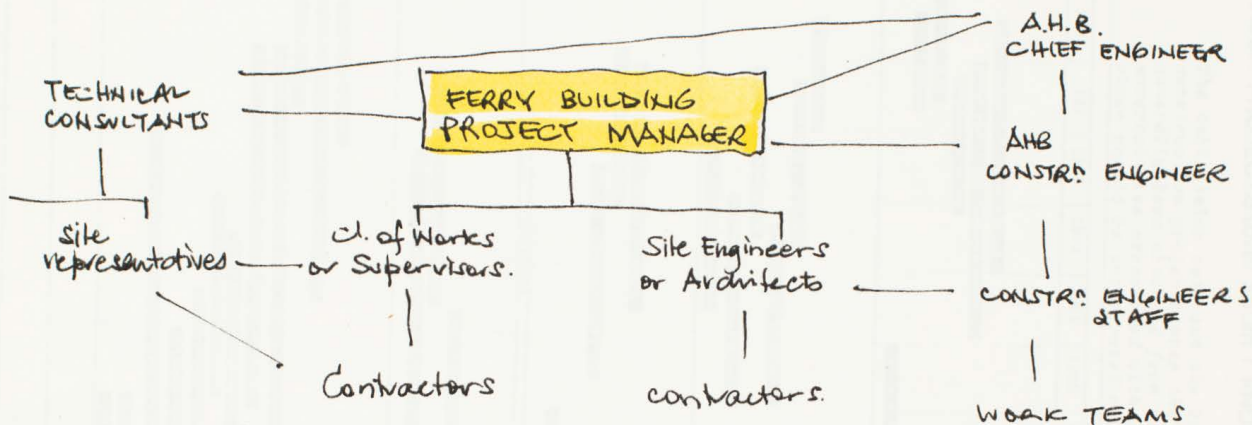 A.H.B.
CHIEF ENGINEER
TECHNICAL
CONSULTANTS
FERRY BUILDING
PROJECT MANAGER
AHB
CONSTRN ENGINEER
Site
representatives
Cl. of Works
or Supervisors.
Site Engineers
or Architects
CONSTRN ENGINEERS
STAFF
Contractors
contractors.
WORK TEAMS